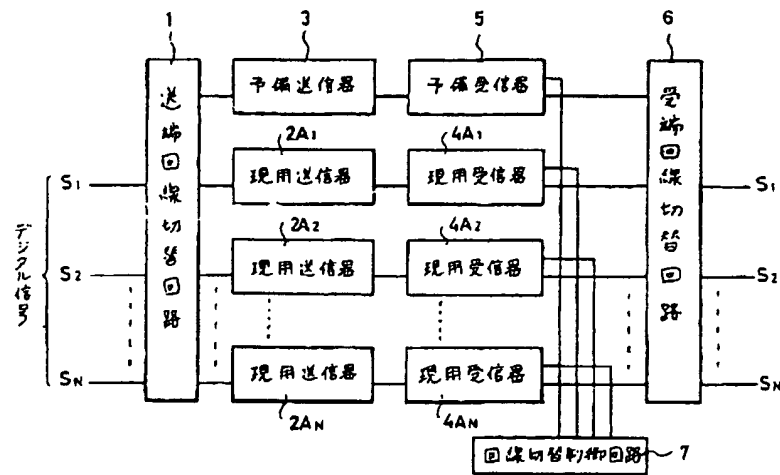 1
3
5
6
送端回線切替回路
予備送信器
予備受信器
受端回線切替回路
2A1
4A1
S1
現用送信器
現用受信器
S1
デジタル信号
2A2
4A2
S2
現用送信器
現用受信器
S2
SN
現用送信器
現用受信器
SN
2AN
4AN
回線切替制御回路
7